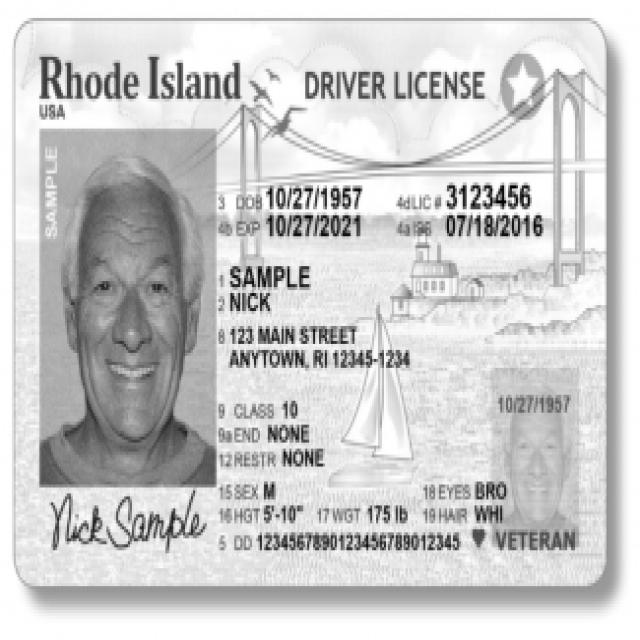 Rhode Island DRIVER LICENSE
USA
SAMPLE
3 DOB 10/27/1957 4d LIC # 3123456
4b EXP 10/27/2021 4a ISS 07/18/2016
1 SAMPLE
2 NICK
8 123 MAIN STREET
ANYTOWN, RI 12345-1234
9 CLASS 10
9a END NONE
12 RESTR NONE
10/27/1957
15 SEX M 18 EYES BRO
16 HGT 5'-10" 17 WGT 175 lb 19 HAIR WHI
5 DD 1234567890123456789012345 VETERAN
Nick Sample